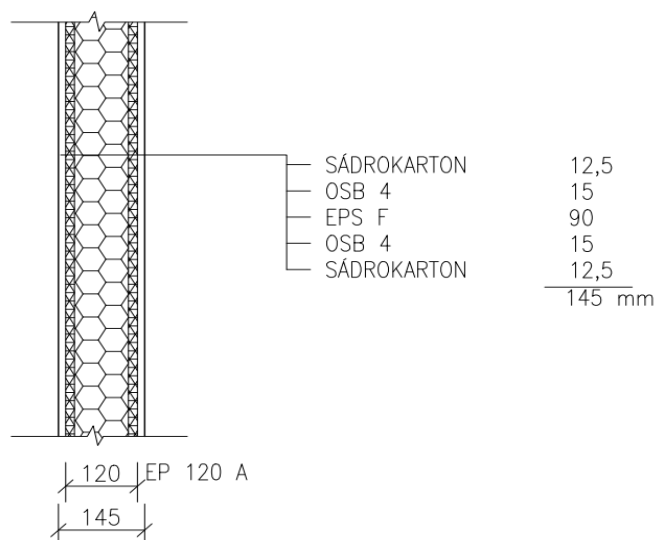 SÁDROKARTON 12,5
OSB 4 15
EPS F 90
OSB 4 15
SÁDROKARTON 12,5
145 mm
120 EP 120 A
145